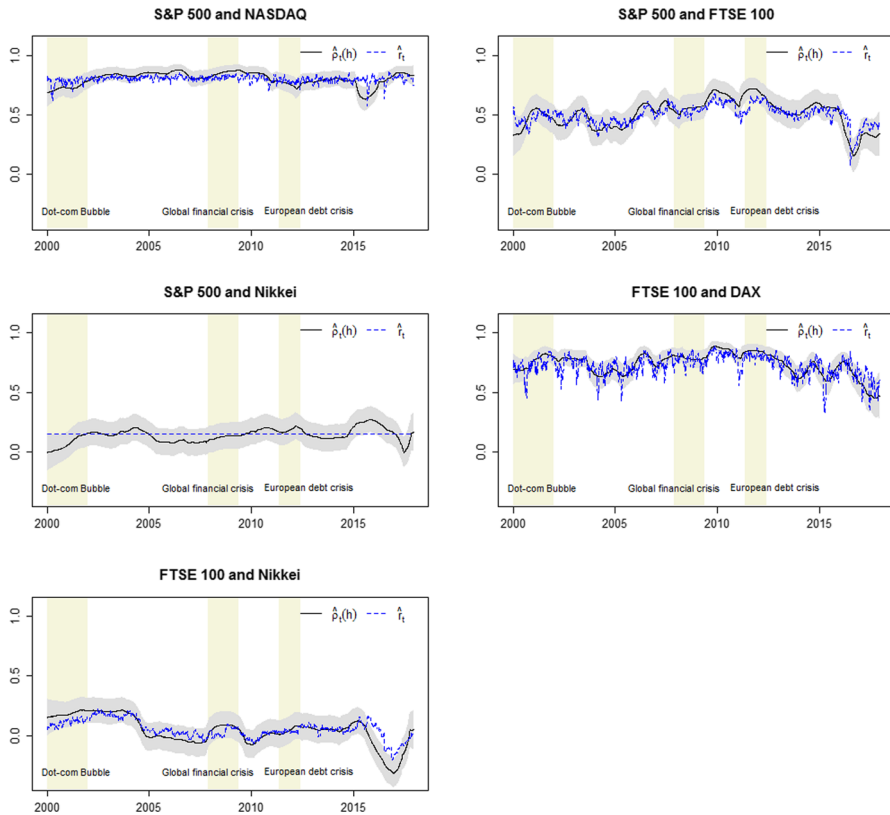 S&P 500 and NASDAQ
ρ̂t(h) r̂t
1.0
0.5
0.0
Dot-com Bubble Global financial crisis European debt crisis
2000 2005 2010 2015
S&P 500 and FTSE 100
ρ̂t(h) r̂t
1.0
0.5
0.0
Dot-com Bubble Global financial crisis European debt crisis
2000 2005 2010 2015
S&P 500 and Nikkei
ρ̂t(h) r̂t
1.0
0.5
0.0
Dot-com Bubble Global financial crisis European debt crisis
2000 2005 2010 2015
FTSE 100 and DAX
ρ̂t(h) r̂t
1.0
0.5
0.0
Dot-com Bubble Global financial crisis European debt crisis
2000 2005 2010 2015
FTSE 100 and Nikkei
ρ̂t(h) r̂t
1.0
0.5
0.0
Dot-com Bubble Global financial crisis European debt crisis
2000 2005 2010 2015